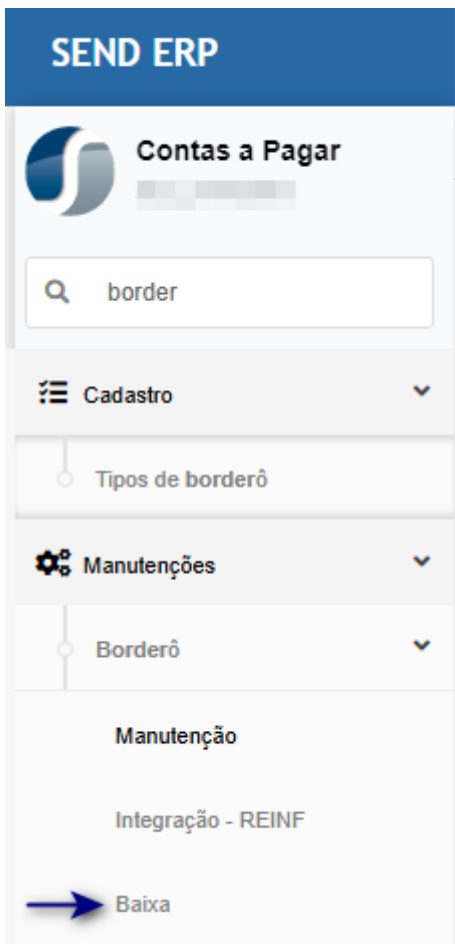 SEND ERP
Contas a Pagar
border
Cadastro
Tipos de borderô
Manutenções
Borderô
Manutenção
Integração - REINF
Baixa